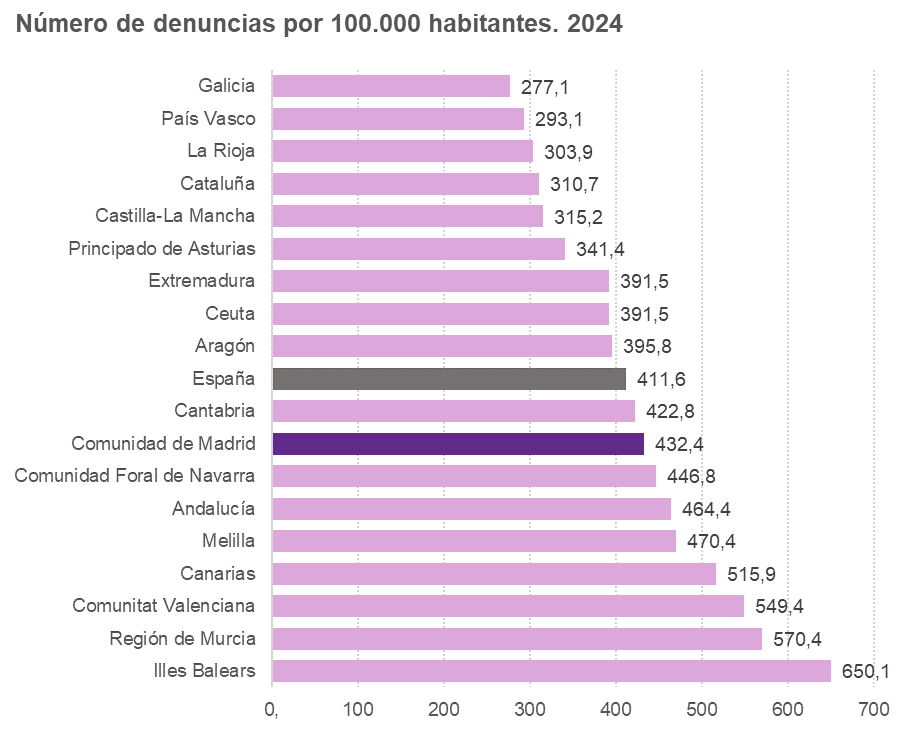 Número de denuncias por 100.000 habitantes. 2024
Galicia 277,1
País Vasco 293,1
La Rioja 303,9
Cataluña 310,7
Castilla-La Mancha 315,2
Principado de Asturias 341,4
Extremadura 391,5
Ceuta 391,5
Aragón 395,8
España 411,6
Cantabria 422,8
Comunidad de Madrid 432,4
Comunidad Foral de Navarra 446,8
Andalucía 464,4
Melilla 470,4
Canarias 515,9
Comunitat Valenciana 549,4
Región de Murcia 570,4
Illes Balears 650,1
0, 100 200 300 400 500 600 700